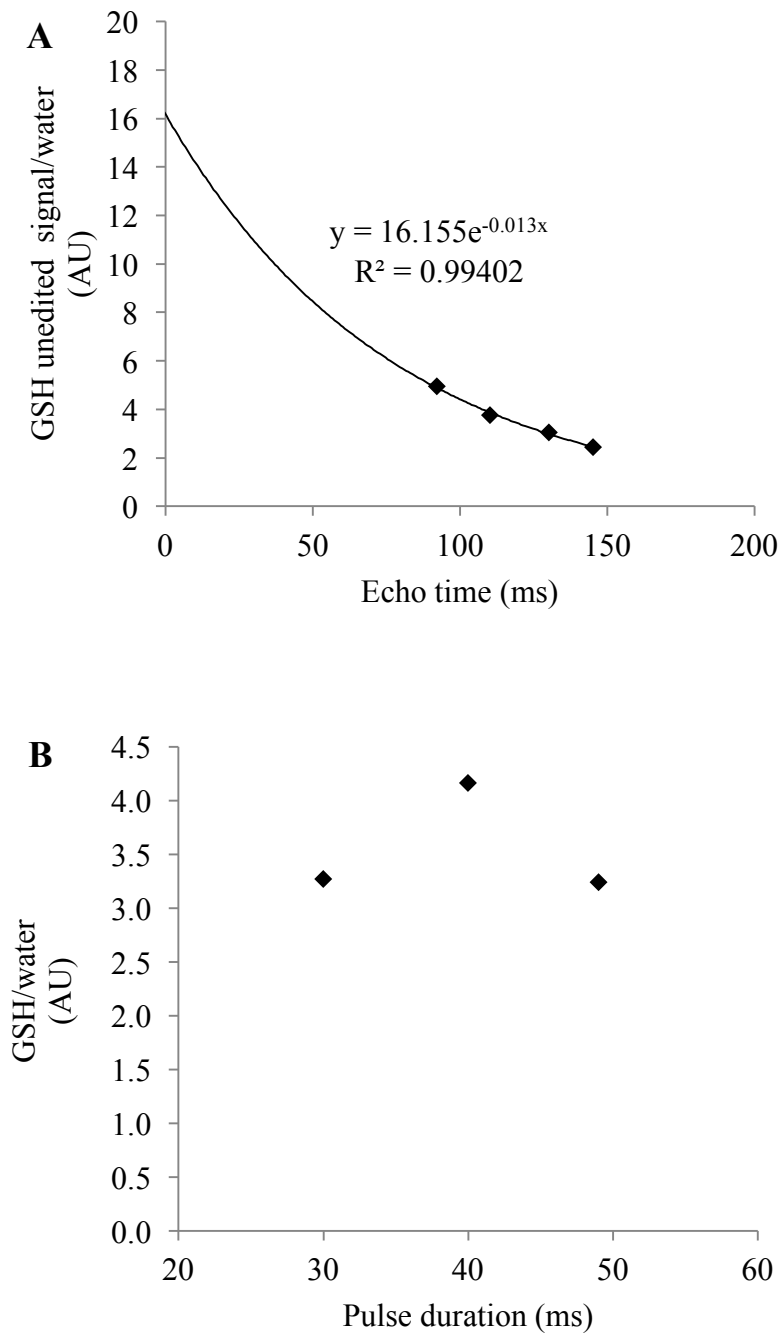 A
GSH unedited signal/water
(AU)
20
18
16
14
12
10
8
6
4
2
0
y = 16.155e^-0.013x
R² = 0.99402
0 50 100 150 200
Echo time (ms)
B
GSH/water
(AU)
4.5
4.0
3.5
3.0
2.5
2.0
1.5
1.0
0.5
0.0
20 30 40 50 60
Pulse duration (ms)